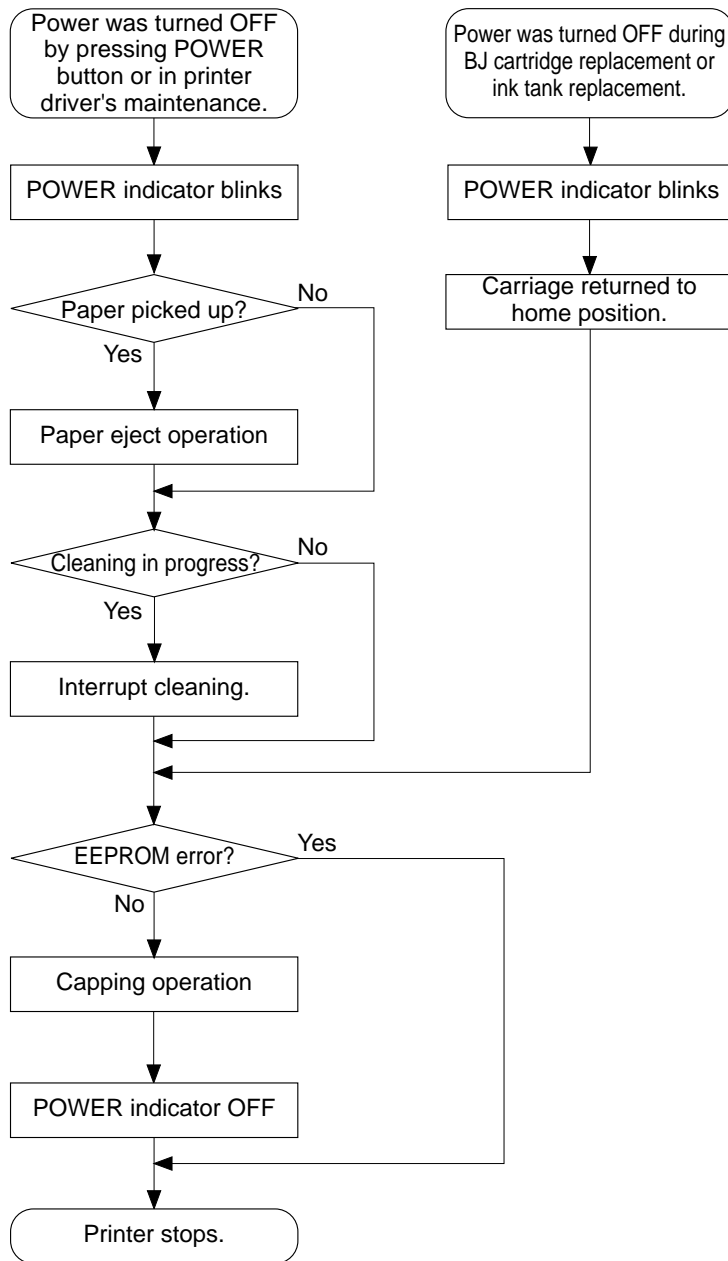 Power was turned OFF
by pressing POWER
button or in printer
driver's maintenance.
Power was turned OFF during
BJ cartridge replacement or
ink tank replacement.
POWER indicator blinks
POWER indicator blinks
Paper picked up?
No
Yes
Carriage returned to
home position.
Paper eject operation
Cleaning in progress?
No
Yes
Interrupt cleaning.
EEPROM error?
Yes
No
Capping operation
POWER indicator OFF
Printer stops.